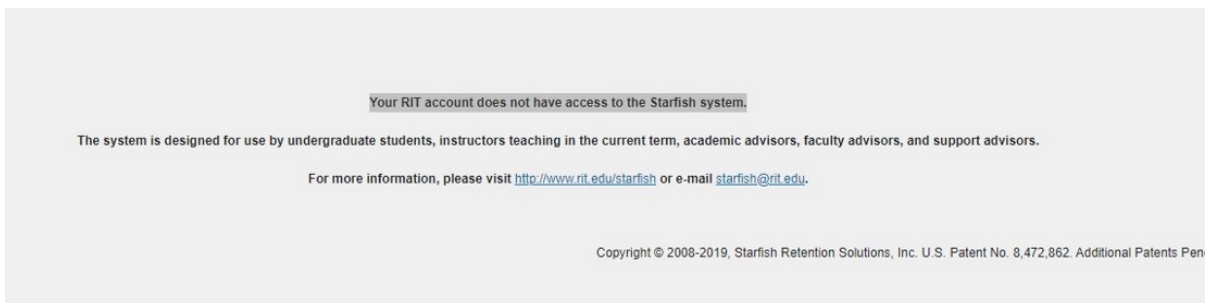 Your RIT account does not have access to the Starfish system.
The system is designed for use by undergraduate students, instructors teaching in the current term, academic advisors, faculty advisors, and support advisors.
For more information, please visit http://www.rit.edu/starfish or e-mail starfish@rit.edu.
Copyright © 2008-2019, Starfish Retention Solutions, Inc. U.S. Patent No. 8,472,862. Additional Patents Pen